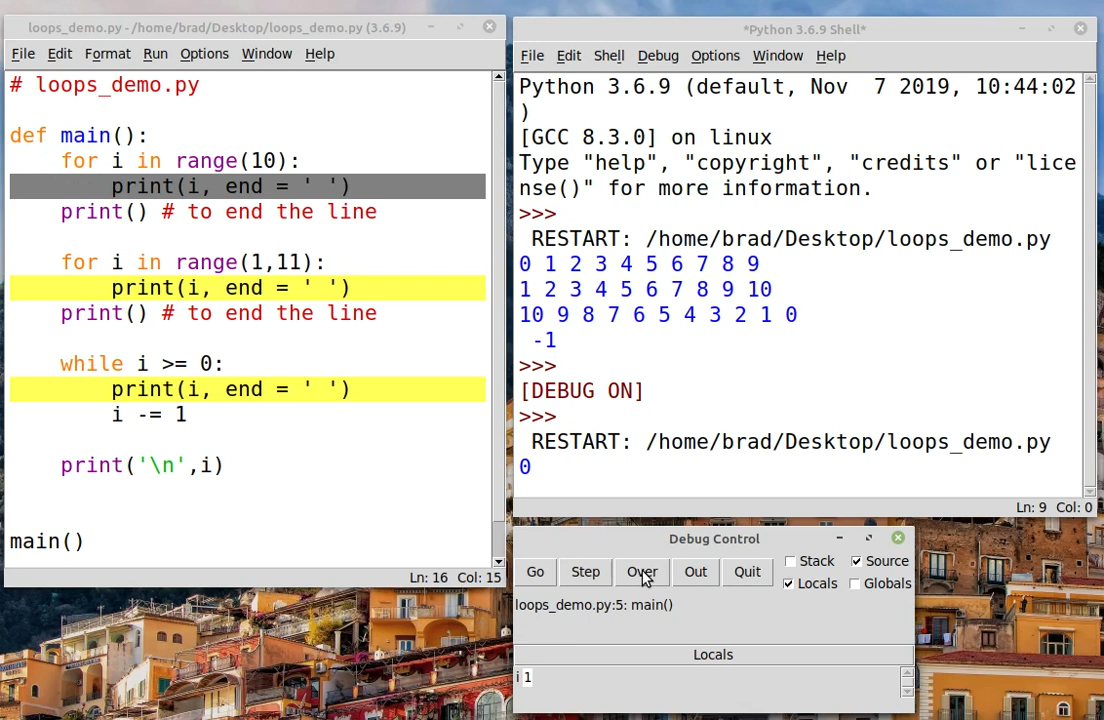 loops_demo.py - /home/brad/Desktop/loops_demo.py (3.6.9)
File Edit Format Run Options Window Help
# loops_demo.py
def main():
    for i in range(10):
        print(i, end = ' ')
    print() # to end the line
    for i in range(1,11):
        print(i, end = ' ')
    print() # to end the line
    while i >= 0:
        print(i, end = ' ')
        i -= 1
    print('\n',i)
main()
Ln: 16 Col: 15
*Python 3.6.9 Shell*
File Edit Shell Debug Options Window Help
Python 3.6.9 (default, Nov  7 2019, 10:44:02
)
[GCC 8.3.0] on linux
Type "help", "copyright", "credits" or "lice
nse()" for more information.
>>>
 RESTART: /home/brad/Desktop/loops_demo.py
0 1 2 3 4 5 6 7 8 9
1 2 3 4 5 6 7 8 9 10
10 9 8 7 6 5 4 3 2 1 0
 -1
>>>
[DEBUG ON]
>>>
 RESTART: /home/brad/Desktop/loops_demo.py
0
Ln: 9 Col: 0
Debug Control
Go Step Over Out Quit
Stack Source
Locals Globals
loops_demo.py:5: main()
Locals
i 1